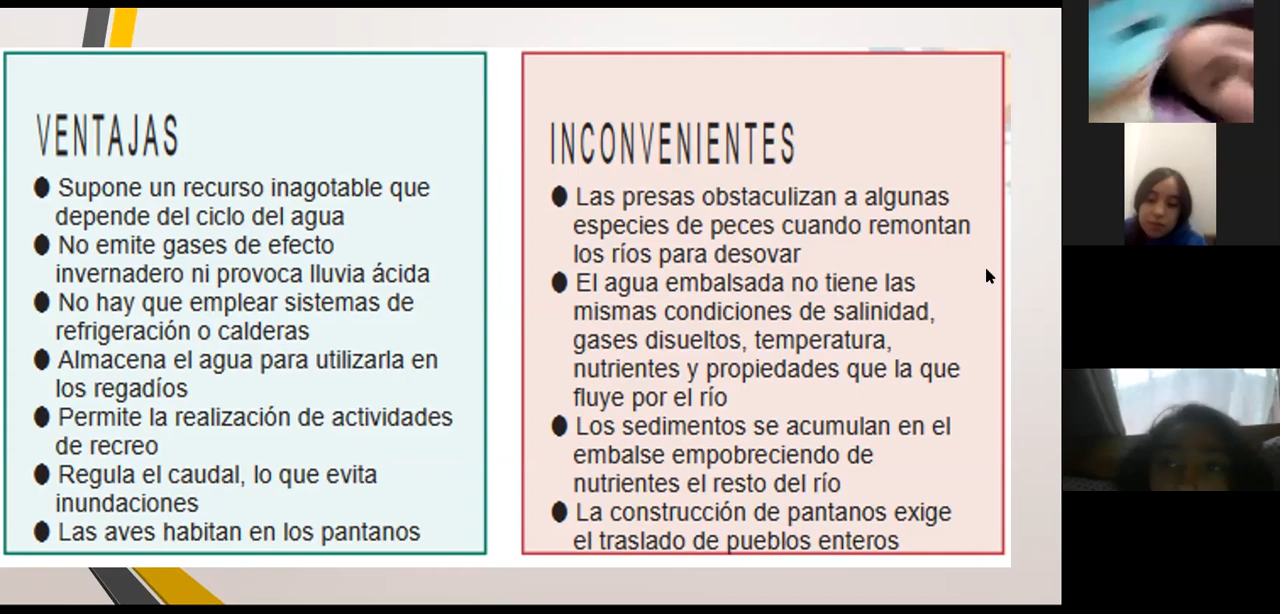 VENTAJAS
● Supone un recurso inagotable que
depende del ciclo del agua
● No emite gases de efecto
invernadero ni provoca lluvia ácida
● No hay que emplear sistemas de
refrigeración o calderas
● Almacena el agua para utilizarla en
los regadíos
● Permite la realización de actividades
de recreo
● Regula el caudal, lo que evita
inundaciones
● Las aves habitan en los pantanos
INCONVENIENTES
● Las presas obstaculizan a algunas
especies de peces cuando remontan
los ríos para desovar
● El agua embalsada no tiene las
mismas condiciones de salinidad,
gases disueltos, temperatura,
nutrientes y propiedades que la que
fluye por el río
● Los sedimentos se acumulan en el
embalse empobreciendo de
nutrientes el resto del río
● La construcción de pantanos exige
el traslado de pueblos enteros